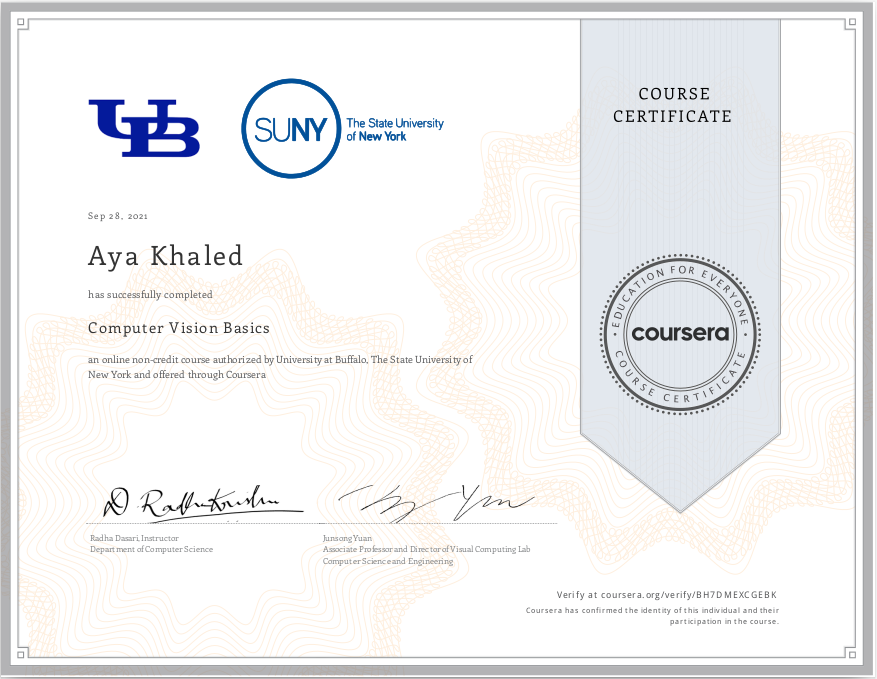 UB
SUNY
The State University
of New York
COURSE
CERTIFICATE
Sep 28, 2021
Aya Khaled
has successfully completed
Computer Vision Basics
an online non-credit course authorized by University at Buffalo, The State University of
New York and offered through Coursera
EDUCATION FOR EVERYONE
coursera
COURSE CERTIFICATE
D Radhakrishn
Radha Dasari, Instructor
Department of Computer Science
Junsong Yuan
Associate Professor and Director of Visual Computing Lab
Computer Science and Engineering
Verify at coursera.org/verify/BH7DMEXCGEBK
Coursera has confirmed the identity of this individual and their
participation in the course.